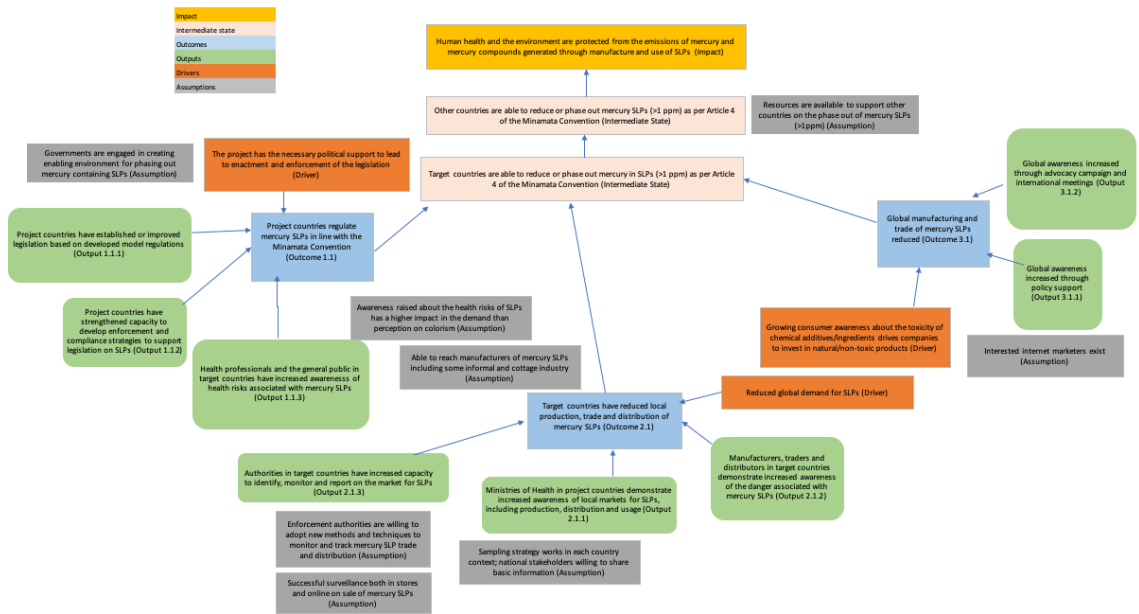 Impact
Intermediate state
Outcomes
Outputs
Drivers
Assumptions
Human health and the environment are protected from the emissions of mercury and
mercury compounds generated through manufacture and use of SLPs (Impact)
Other countries are able to reduce or phase out mercury SLPs (>1 ppm) as per Article 4
of the Minamata Convention (Intermediate State)
Resources are available to support other
countries on the phase out of mercury SLPs
(>1ppm) (Assumption)
Governments are engaged in creating
enabling environment for phasing out
mercury containing SLPs (Assumption)
The project has the necessary political support to lead
to enactment and enforcement of the legislation
(Driver)
Target countries are able to reduce or phase out mercury in SLPs (>1 ppm) as per Article
4 of the Minamata Convention (Intermediate State)
Global awareness increased
through advocacy campaign and
international meetings (Output
3.1.2)
Project countries have established or improved
legislation based on developed model regulations
(Output 1.1.1)
Project countries regulate
mercury SLPs in line with the
Minamata Convention
(Outcome 1.1)
Global manufacturing and
trade of mercury SLPs
reduced (Outcome 3.1)
Global awareness
increased through
policy support
(Output 3.1.1)
Project countries have
strengthened capacity to
develop enforcement and
compliance strategies to support
legislation on SLPs (Output 1.1.2)
Awareness raised about the health risks of SLPs
has a higher impact in the demand than
perception on colorism (Assumption)
Growing consumer awareness about the toxicity of
chemical additives/ingredients drives companies
to invest in natural/non-toxic products (Driver)
Interested internet marketers exist
(Assumption)
Health professionals and the general public in
target countries have increased awarenesss of
health risks associated with mercury SLPs
(Output 1.1.3)
Able to reach manufacturers of mercury SLPs
including some informal and cottage industry
(Assumption)
Reduced global demand for SLPs (Driver)
Target countries have reduced local
production, trade and distribution of
mercury SLPs (Outcome 2.1)
Authorities in target countries have increased capacity
to identify, monitor and report on the market for SLPs
(Output 2.1.3)
Ministries of Health in project countries demonstrate
increased awareness of local markets for SLPs,
including production, distribution and usage (Output
2.1.1)
Manufacturers, traders and
distributors in target countries
demonstrate increased awareness
of the danger associated with
mercury SLPs (Output 2.1.2)
Enforcement authorities are willing to
adopt new methods and techniques to
monitor and track mercury SLP trade
and distribution (Assumption)
Sampling strategy works in each country
context; national stakeholders willing to share
basic information (Assumption)
Successful surveillance both in stores
and online on sale of mercury SLPs
(Assumption)